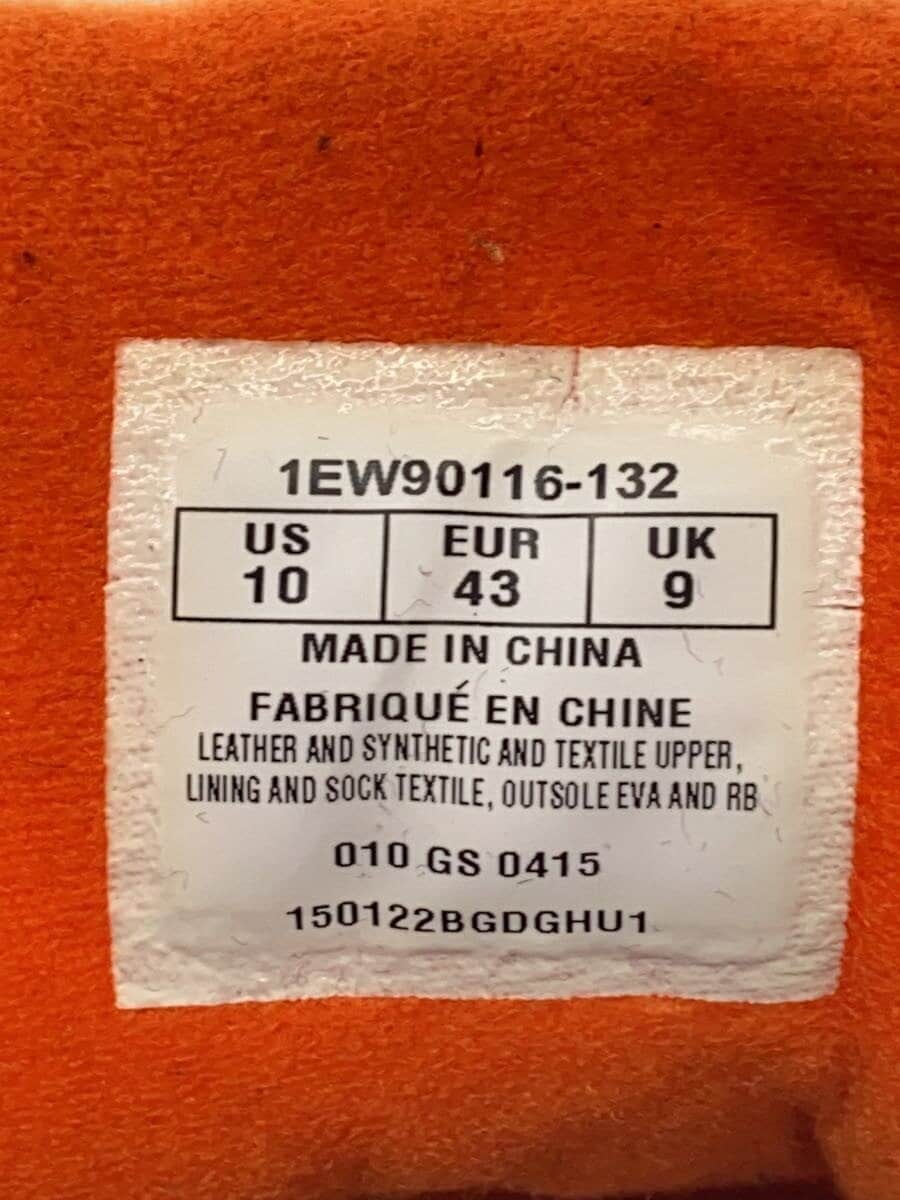 1EW90116-132
US EUR UK
10 43 9
MADE IN CHINA
FABRIQUÉ EN CHINE
LEATHER AND SYNTHETIC AND TEXTILE UPPER,
LINING AND SOCK TEXTILE, OUTSOLE EVA AND RB
010 GS 0415
150122BGDGHU1